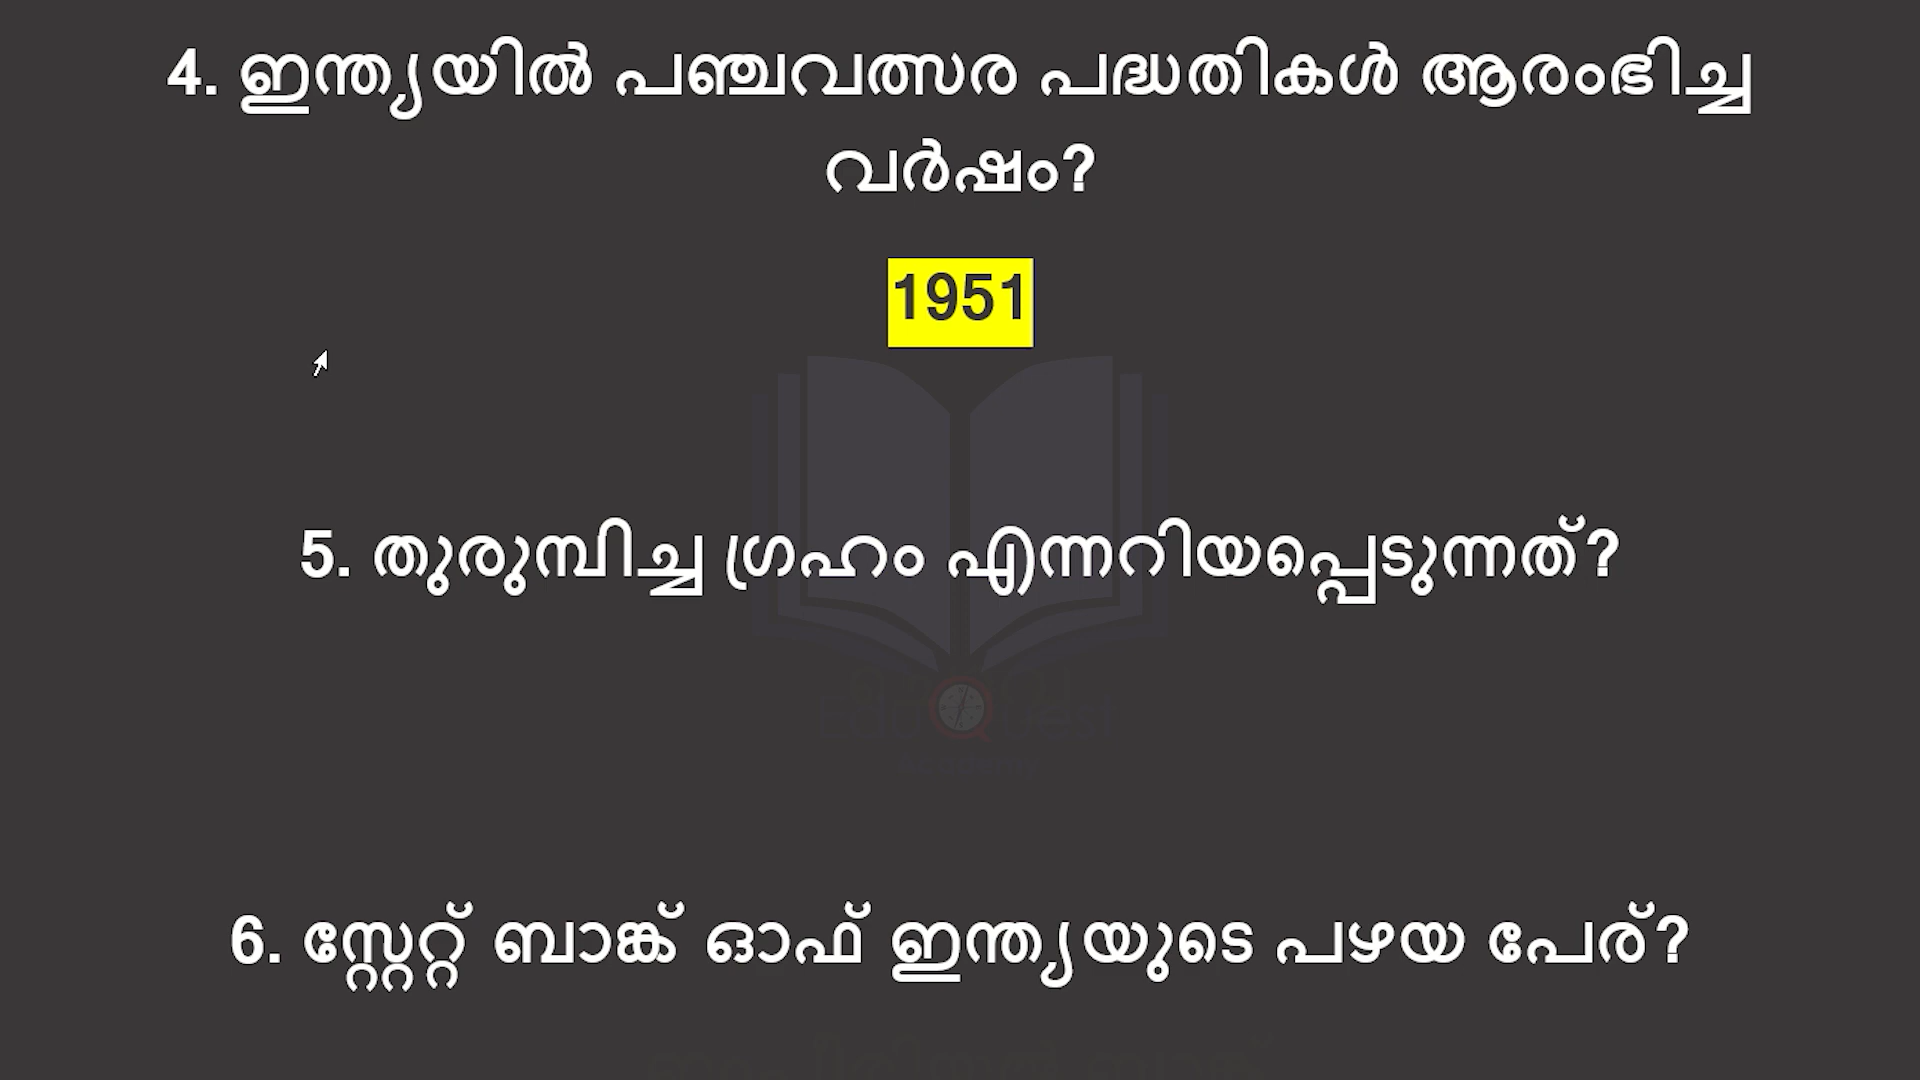 4. ഇന്ത്യയിൽ പഞ്ചവത്സര പദ്ധതികൾ ആരംഭിച്ച
വർഷം?
1951
5. തുരുമ്പിച്ച ഗ്രഹം എന്നറിയപ്പെടുന്നത്?
6. സ്റ്റേറ്റ് ബാങ്ക് ഓഫ് ഇന്ത്യയുടെ പഴയ പേര്?